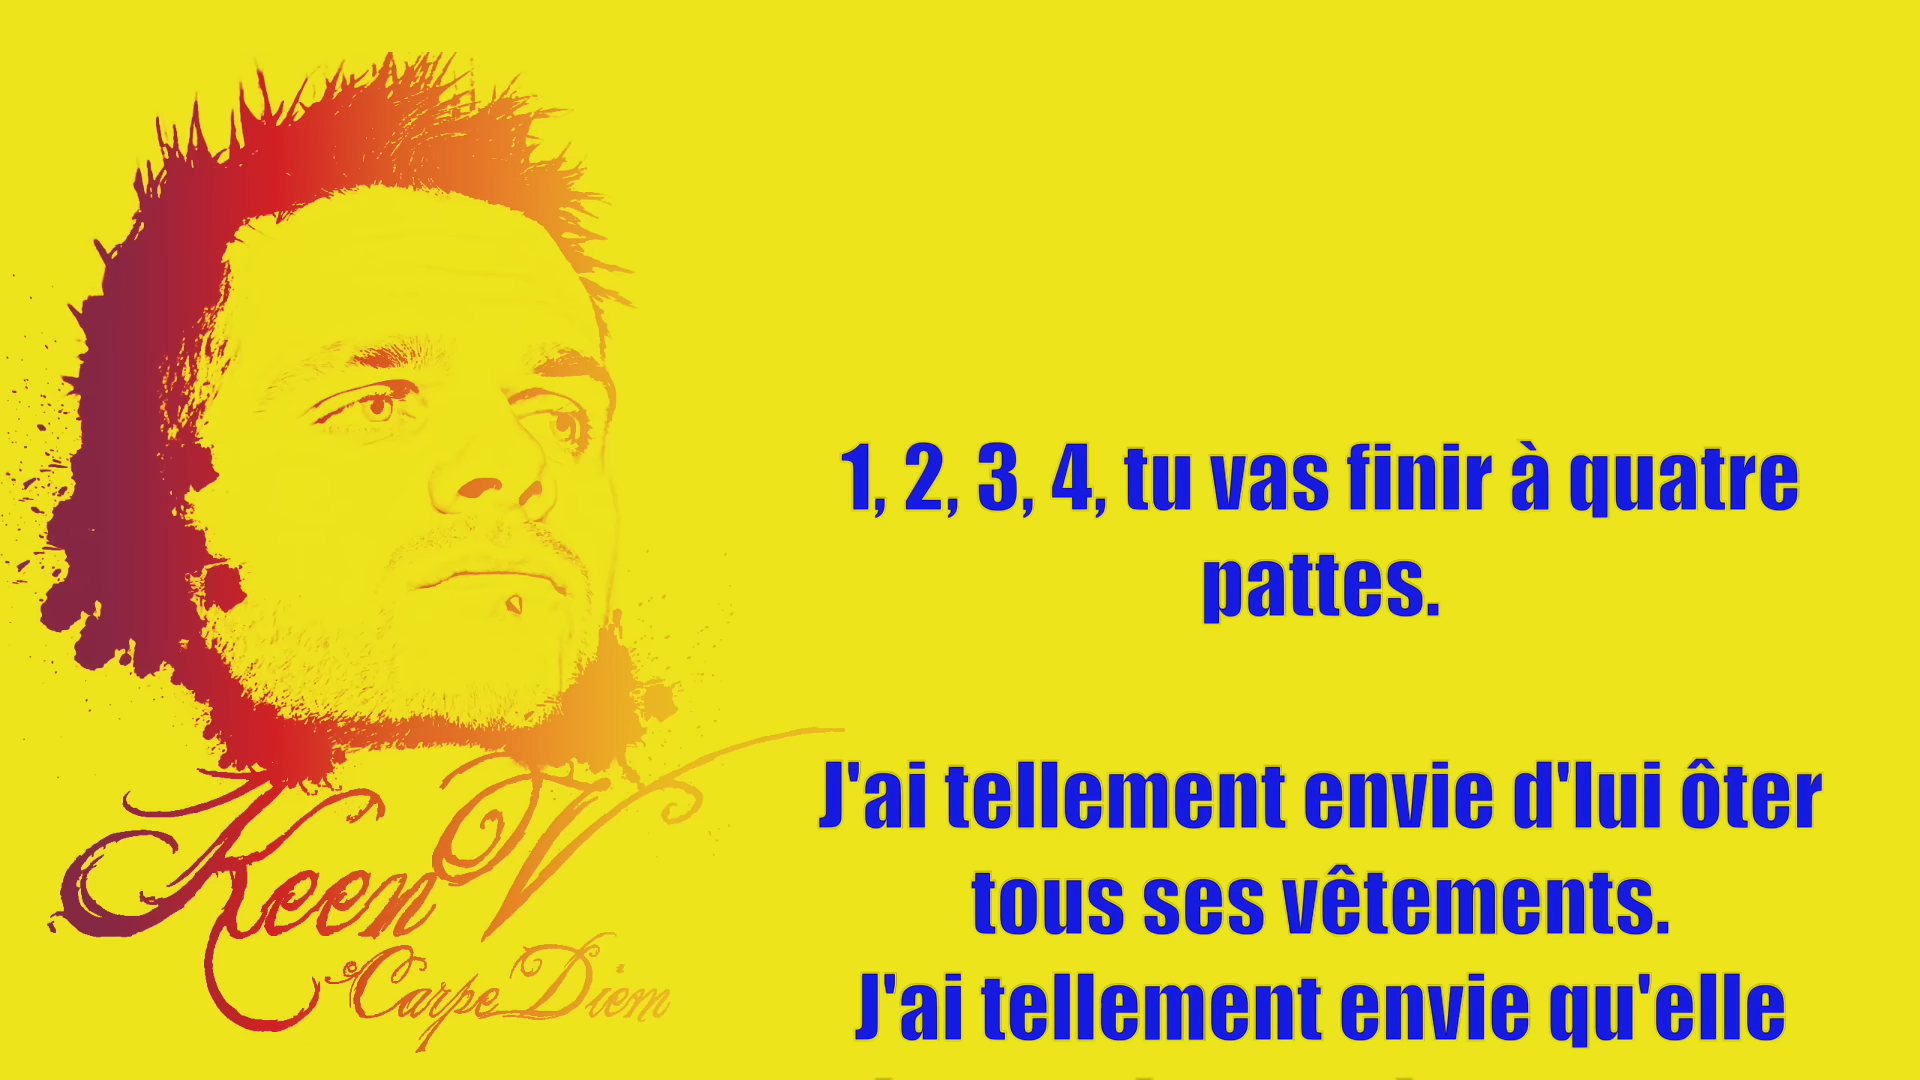 1, 2, 3, 4, tu vas finir à quatre
pattes.
J'ai tellement envie d'lui ôter
tous ses vêtements.
J'ai tellement envie qu'elle
Keen V
Carpe Diem